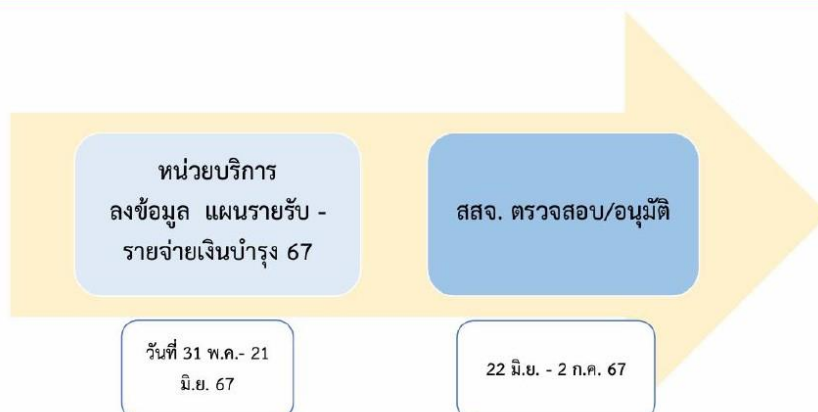 หน่วยบริการ
ลงข้อมูล แผนรายรับ -
รายจ่ายเงินบำรุง 67
สสจ. ตรวจสอบ/อนุมัติ
วันที่ 31 พ.ค.- 21
มิ.ย. 67
22 มิ.ย. - 2 ก.ค. 67